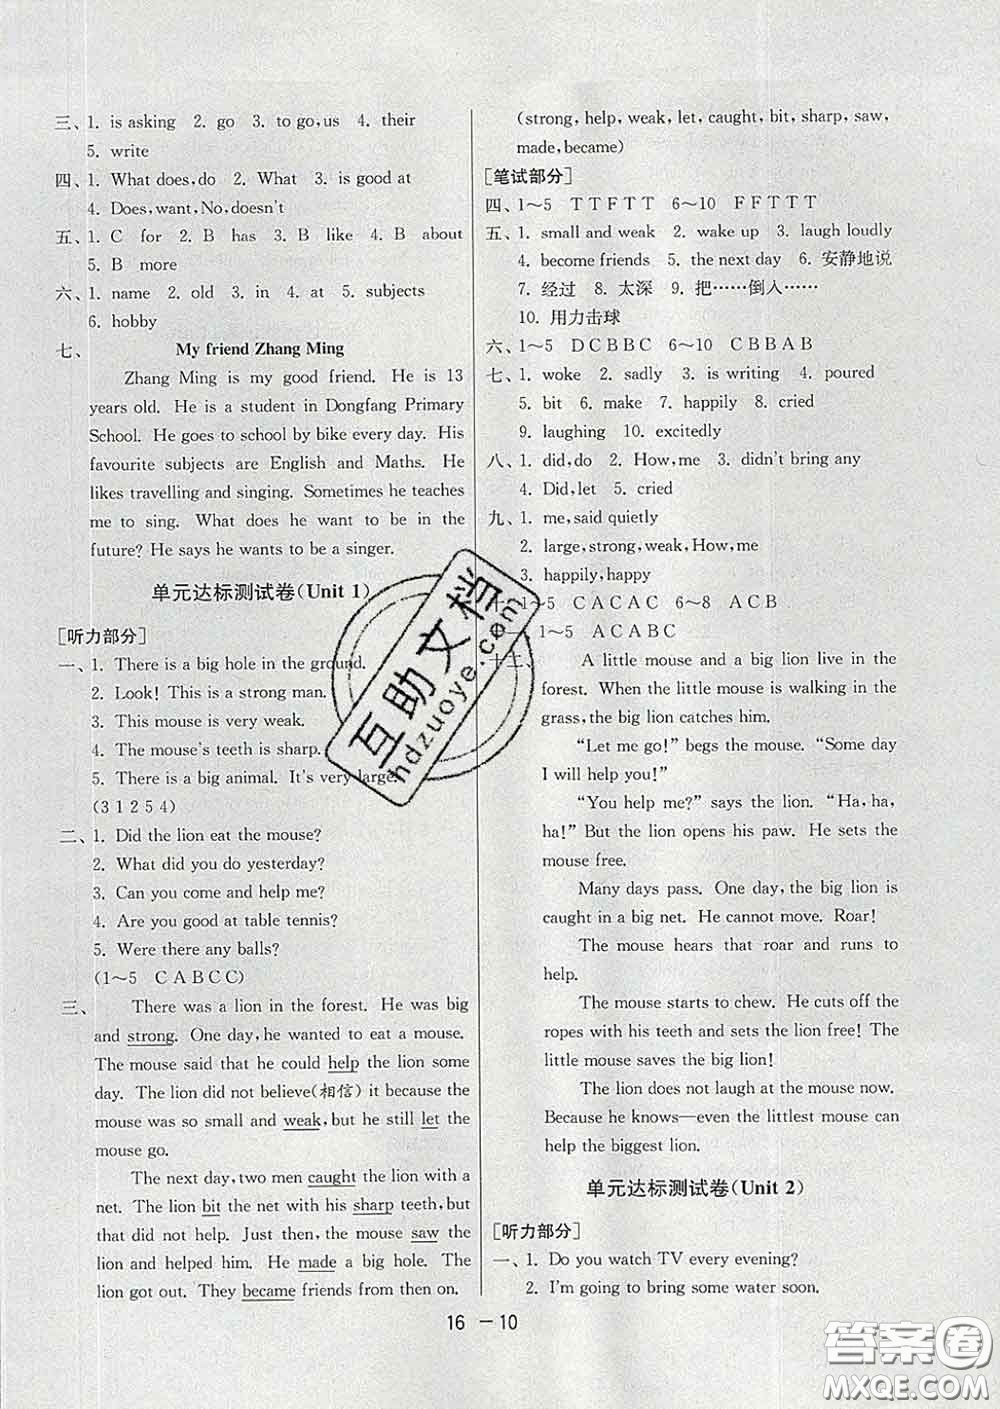 三、1. is asking  2. go  3. to go, us  4. their
5. write
四、1. What does, do  2. What  3. is good at
4. Does, want, No, doesn't
五、1. C  for  2. B  has  3. B  like  4. B  about
5. B  more
六、1. name  2. old  3. in  4. at  5. subjects
6. hobby
七、 My friend Zhang Ming
Zhang Ming is my good friend. He is 13
years old. He is a student in Dongfang Primary
School. He goes to school by bike every day. His
favourite subjects are English and Maths. He
likes travelling and singing. Sometimes he teaches
me to sing. What does he want to be in the
future? He says he wants to be a singer.
单元达标测试卷(Unit 1)
[听力部分]
一、1. There is a big hole in the ground.
2. Look! This is a strong man.
3. This mouse is very weak.
4. The mouse's teeth is sharp.
5. There is a big animal. It's very large.
(3 1 2 5 4)
二、1. Did the lion eat the mouse?
2. What did you do yesterday?
3. Can you come and help me?
4. Are you good at table tennis?
5. Were there any balls?
(1～5  C A B C C)
三、 There was a lion in the forest. He was big
and strong. One day, he wanted to eat a mouse.
The mouse said that he could help the lion some
day. The lion did not believe(相信) it because the
mouse was so small and weak, but he still let the
mouse go.
The next day, two men caught the lion with a
net. The lion bit the net with his sharp teeth, but
that did not help. Just then, the mouse saw the
lion and helped him. He made a big hole. The
lion got out. They became friends from then on.
(strong, help, weak, let, caught, bit, sharp, saw,
made, became)
[笔试部分]
四、1～5  T T F T T  6～10  F F T T T
五、1. small and weak  2. wake up  3. laugh loudly
4. become friends  5. the next day  6. 安静地说
7. 经过  8. 太深  9. 把……倒入……
10. 用力击球
六、1～5  D C B B C  6～10  C B B A B
七、1. woke  2. sadly  3. is writing  4. poured
5. bit  6. make  7. happily  8. cried
9. laughing  10. excitedly
八、1. did, do  2. How, me  3. didn't bring any
4. Did, let  5. cried
九、1. me, said quietly
2. large, strong, weak, How, me
3. happily, happy
十、1～5  C A C A C  6～8  A C B
十一、1～5  A C A B C
十二、 A little mouse and a big lion live in the
forest. When the little mouse is walking in the
grass, the big lion catches him.
“Let me go!” begs the mouse. “Some day
I will help you!”
“You help me?” says the lion. “Ha, ha,
ha!” But the lion opens his paw. He sets the
mouse free.
Many days pass. One day, the big lion is
caught in a big net. He cannot move. Roar!
The mouse hears that roar and runs to
help.
The mouse starts to chew. He cuts off the
ropes with his teeth and sets the lion free! The
little mouse saves the big lion!
The lion does not laugh at the mouse now.
Because he knows—even the littlest mouse can
help the biggest lion.
单元达标测试卷(Unit 2)
[听力部分]
一、1. Do you watch TV every evening?
2. I'm going to bring some water soon.
16 － 10
互助文档
hdzuoye.com
答案圈
MXQE.COM